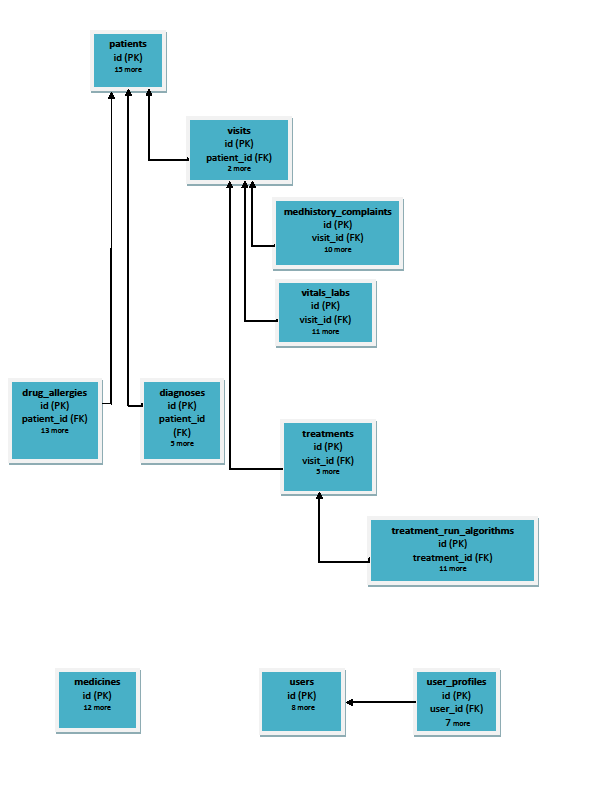 patients
id (PK)
15 more
visits
id (PK)
patient_id (FK)
2 more
medhistory_complaints
id (PK)
visit_id (FK)
10 more
vitals_labs
id (PK)
visit_id (FK)
11 more
drug_allergies
id (PK)
patient_id (FK)
13 more
diagnoses
id (PK)
patient_id
(FK)
5 more
treatments
id (PK)
visit_id (FK)
5 more
treatment_run_algorithms
id (PK)
treatment_id (FK)
11 more
medicines
id (PK)
12 more
users
id (PK)
8 more
user_profiles
id (PK)
user_id (FK)
7 more